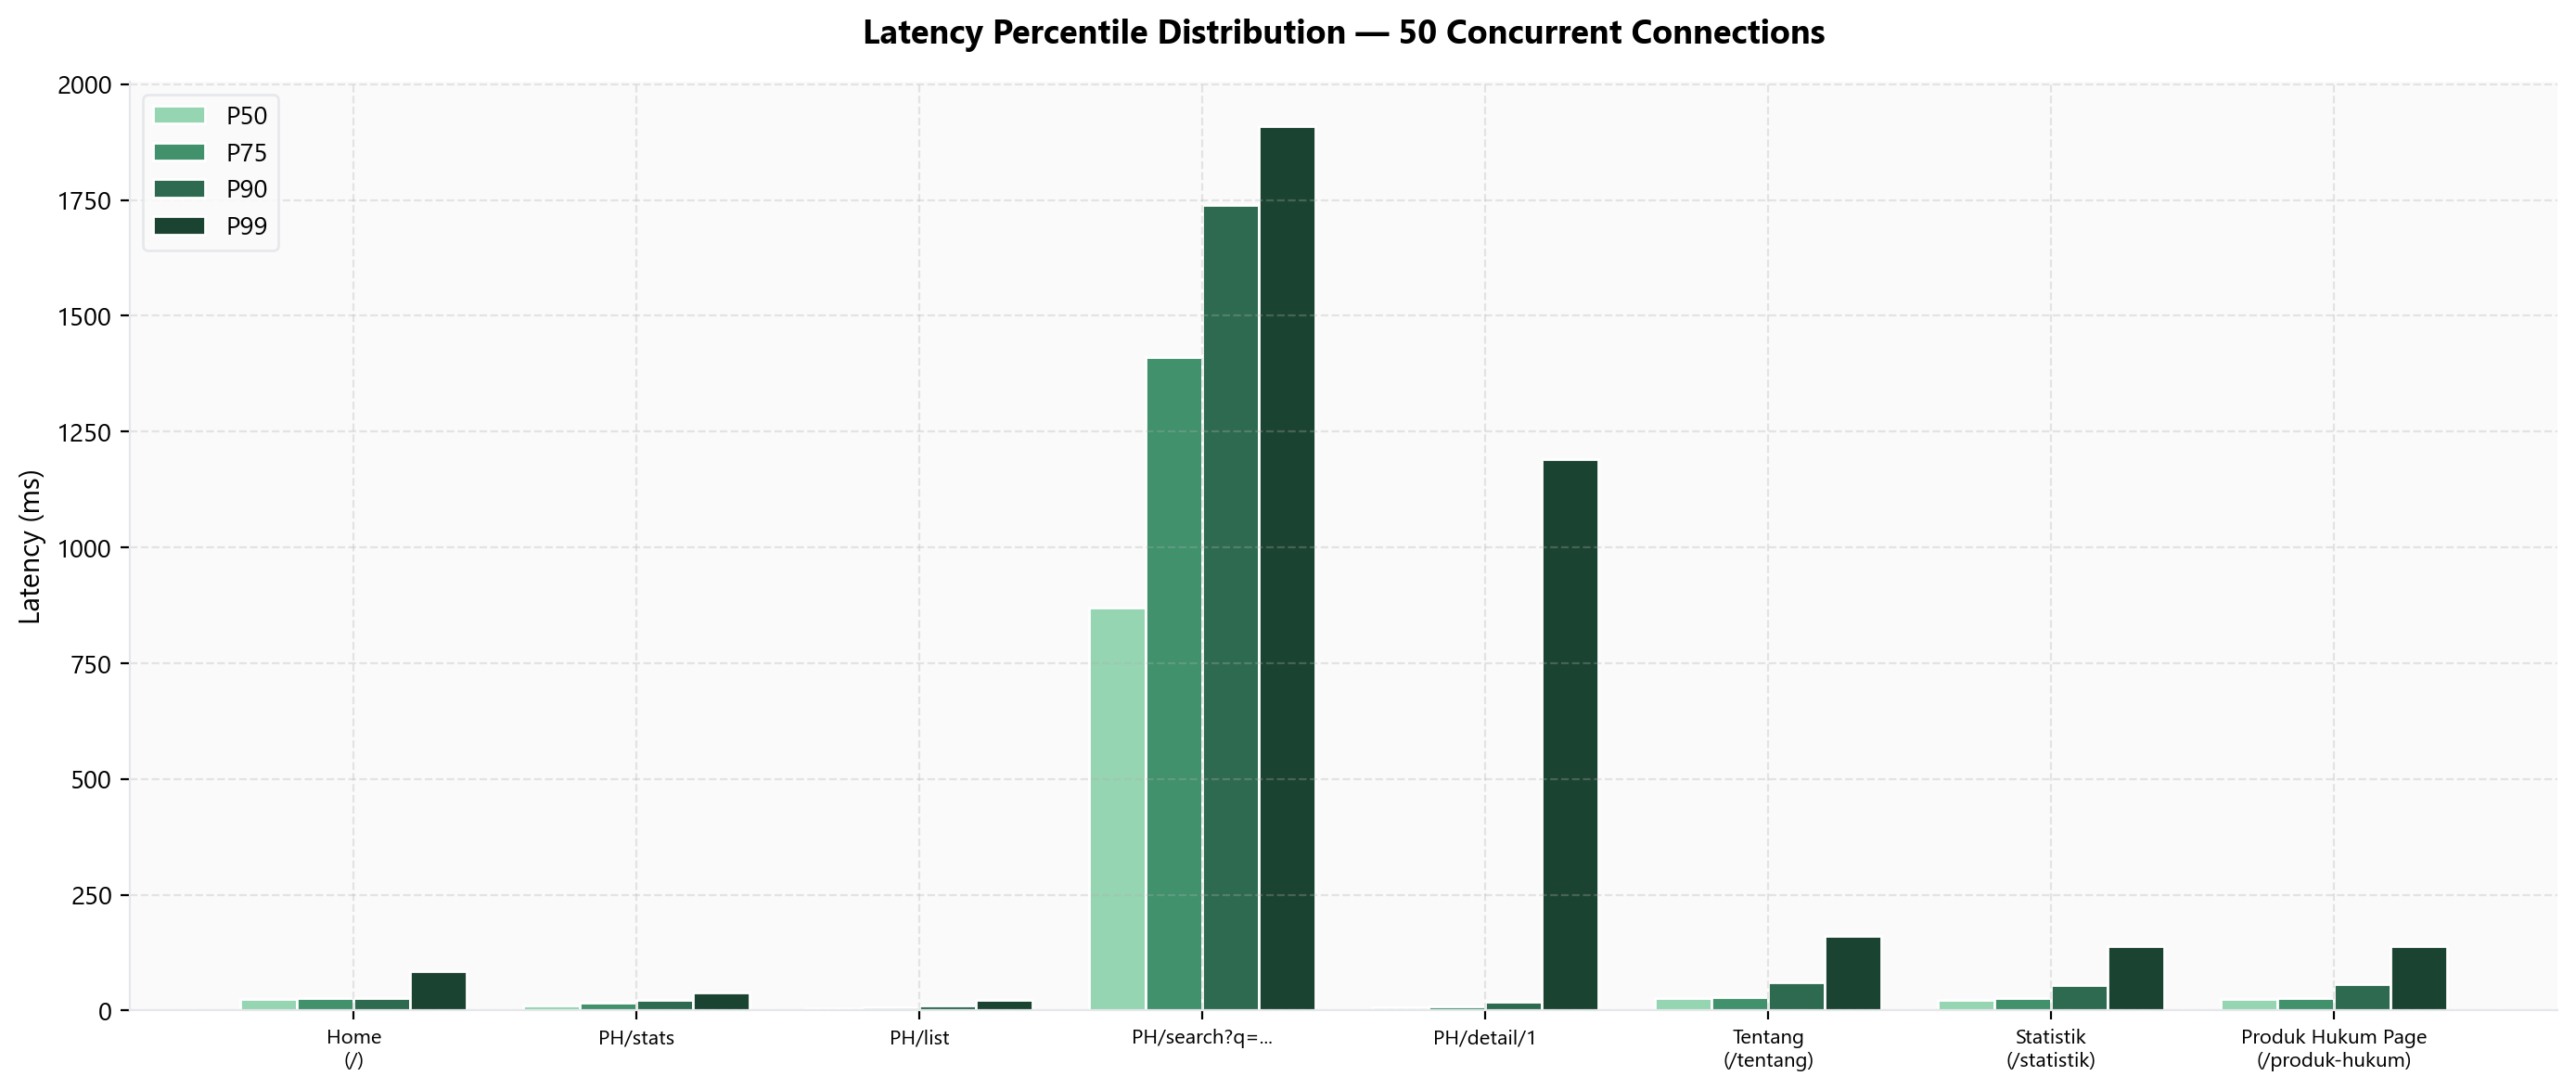 Latency Percentile Distribution — 50 Concurrent Connections
P50
P75
P90
P99
Latency (ms)
2000
1750
1500
1250
1000
750
500
250
0
Home
(/)
PH/stats
PH/list
PH/search?q=...
PH/detail/1
Tentang
(/tentang)
Statistik
(/statistik)
Produk Hukum Page
(/produk-hukum)